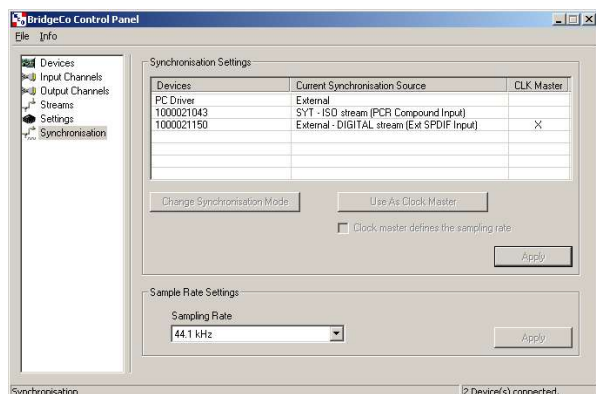 BridgeCo Control Panel
File Info
Devices
Input Channels
Output Channels
Streams
Settings
Synchronisation
Synchronisation Settings
Devices Current Synchronisation Source CLK Master
PC Driver External
1000021043 SYT - ISO stream (PCR Compound Input)
1000021150 External - DIGITAL stream (Ext SPDIF Input) X
Change Synchronisation Mode Use As Clock Master
Clock master defines the sampling rate
Apply
Sample Rate Settings
Sampling Rate
44.1 kHz Apply
Synchronisation 2 Device(s) connected.